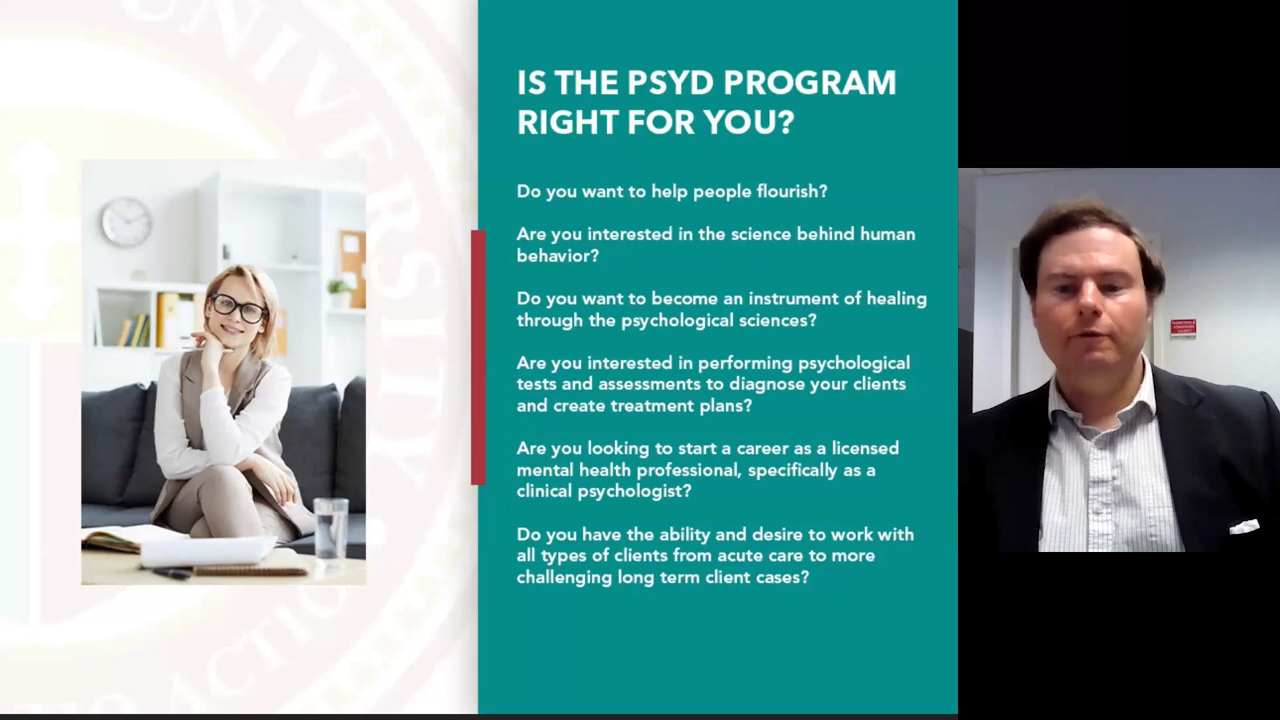 UNIVERSITY
ACTIO
IS THE PSYD PROGRAM
RIGHT FOR YOU?
Do you want to help people flourish?
Are you interested in the science behind human
behavior?
Do you want to become an instrument of healing
through the psychological sciences?
Are you interested in performing psychological
tests and assessments to diagnose your clients
and create treatment plans?
Are you looking to start a career as a licensed
mental health professional, specifically as a
clinical psychologist?
Do you have the ability and desire to work with
all types of clients from acute care to more
challenging long term client cases?